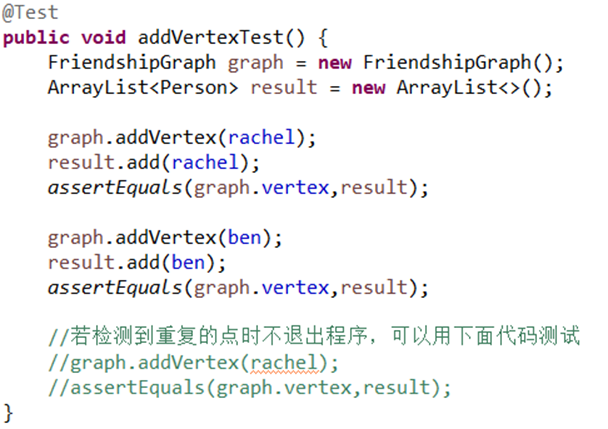 @Test
public void addVertexTest() {
    FriendshipGraph graph = new FriendshipGraph();
    ArrayList<Person> result = new ArrayList<>();

    graph.addVertex(rachel);
    result.add(rachel);
    assertEquals(graph.vertex,result);

    graph.addVertex(ben);
    result.add(ben);
    assertEquals(graph.vertex,result);

    //若检测到重复的点时不退出程序，可以用下面代码测试
    //graph.addVertex(rachel);
    //assertEquals(graph.vertex,result);
}